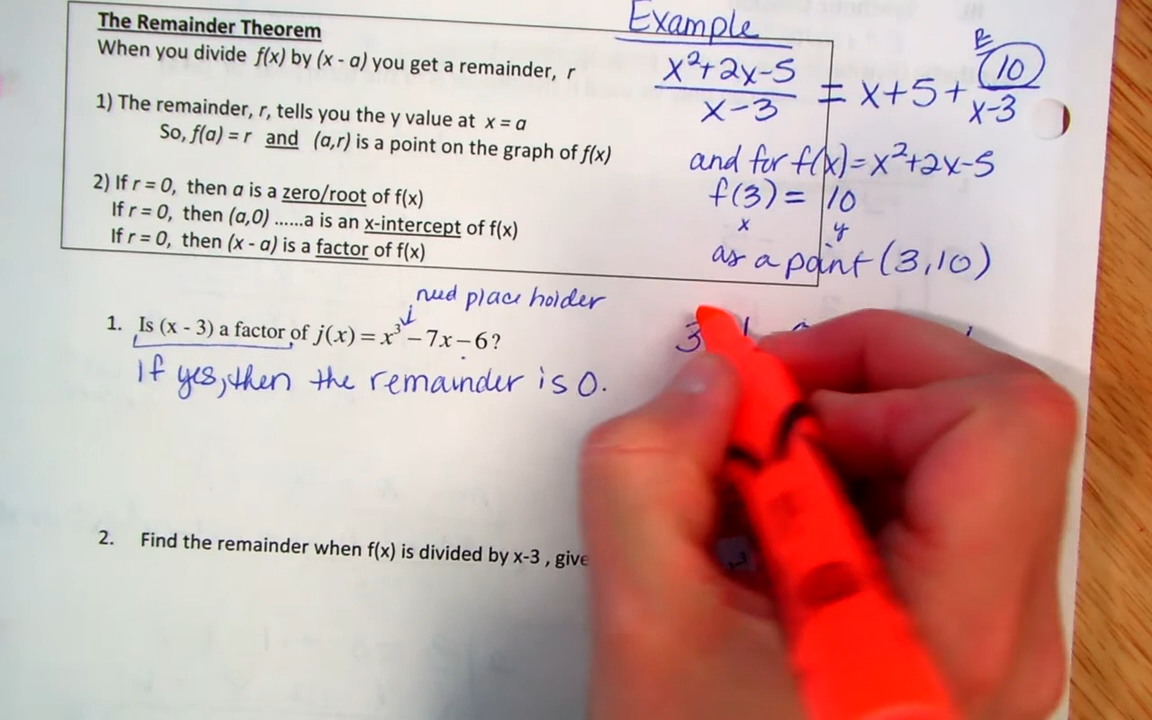 The Remainder Theorem
When you divide f(x) by (x - a) you get a remainder, r
1) The remainder, r, tells you the y value at x = a
So, f(a) = r and (a,r) is a point on the graph of f(x)
2) If r = 0, then a is a zero/root of f(x)
If r = 0, then (a,0) ......a is an x-intercept of f(x)
If r = 0, then (x - a) is a factor of f(x)
Example
R
x²+2x-5 / x-3 = x+5+ 10 / x-3
and for f(x)=x²+2x-5
f(3) = 10
x y
as a point (3,10)
need place holder
1. Is (x - 3) a factor of j(x) = x³ – 7x – 6?
If yes, then the remainder is 0.
3
2. Find the remainder when f(x) is divided by x-3 , give